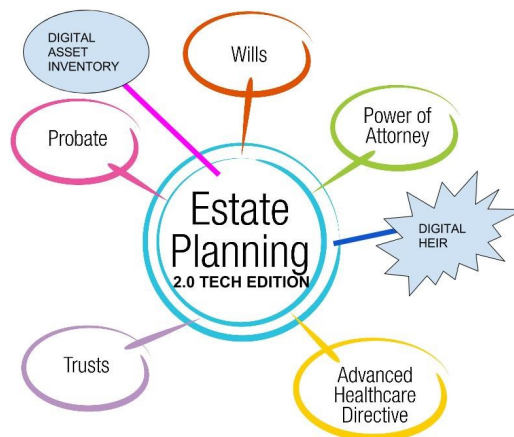 DIGITAL
ASSET
INVENTORY
Wills
Probate
Power of
Attorney
Estate
Planning
2.0 TECH EDITION
DIGITAL
HEIR
Trusts
Advanced
Healthcare
Directive